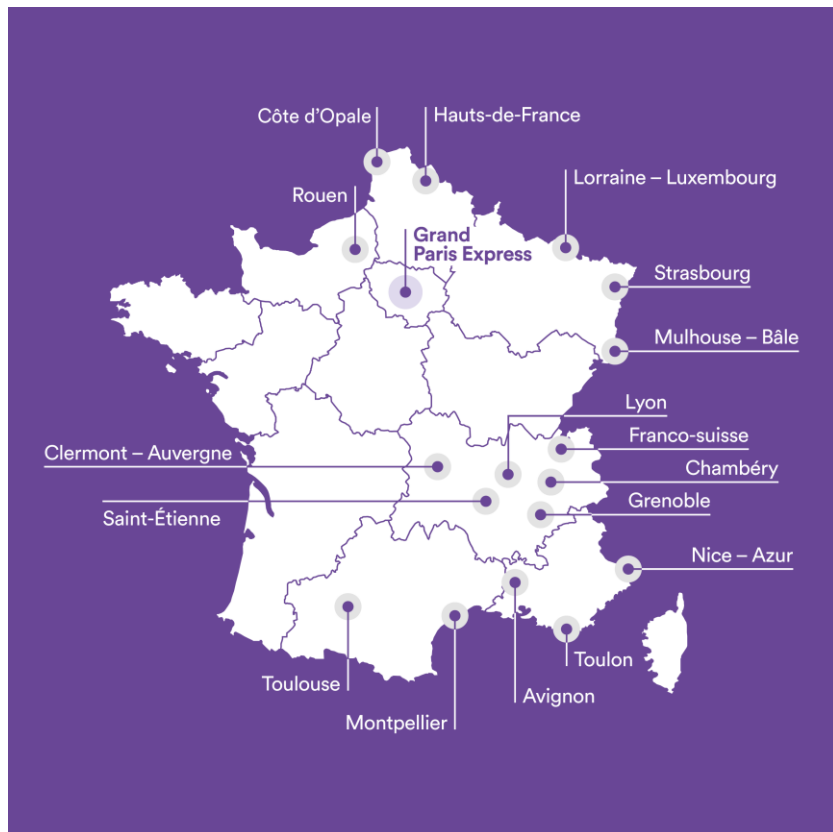 Côte d’Opale
Hauts-de-France
Lorraine – Luxembourg
Rouen
Grand
Paris Express
Strasbourg
Mulhouse – Bâle
Lyon
Franco-suisse
Clermont – Auvergne
Chambéry
Grenoble
Saint-Étienne
Nice – Azur
Toulon
Toulouse
Avignon
Montpellier